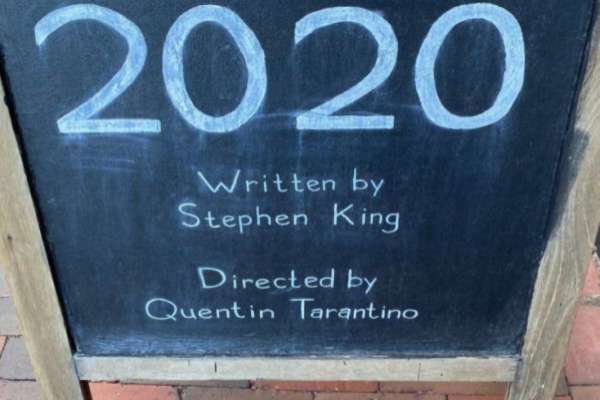 2020
Written by
Stephen King
Directed by
Quentin Tarantino